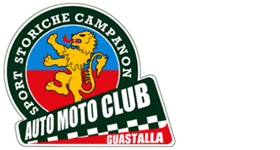 SPORT STORICHE CAMPANON
AUTO MOTO CLUB
GUASTALLA